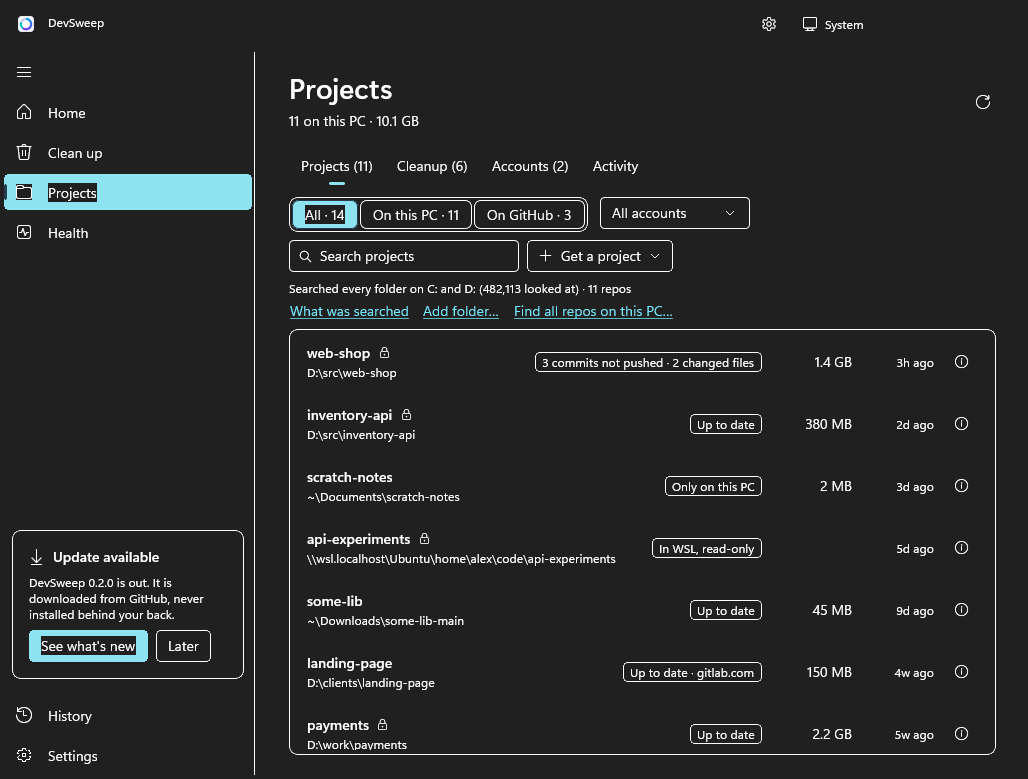 DevSweep
System
Home
Clean up
Projects
Health
Update available
DevSweep 0.2.0 is out. It is
downloaded from GitHub, never
installed behind your back.
See what's new
Later
History
Settings
Projects
11 on this PC · 10.1 GB
Projects (11)
Cleanup (6)
Accounts (2)
Activity
All · 14
On this PC · 11
On GitHub · 3
All accounts
Search projects
Get a project
Searched every folder on C: and D: (482,113 looked at) · 11 repos
What was searched
Add folder...
Find all repos on this PC...
web-shop
D:\src\web-shop
3 commits not pushed · 2 changed files
1.4 GB
3h ago
inventory-api
D:\src\inventory-api
Up to date
380 MB
2d ago
scratch-notes
~\Documents\scratch-notes
Only on this PC
2 MB
3d ago
api-experiments
\\wsl.localhost\Ubuntu\home\alex\code\api-experiments
In WSL, read-only
5d ago
some-lib
~\Downloads\some-lib-main
Up to date
45 MB
9d ago
landing-page
D:\clients\landing-page
Up to date · gitlab.com
150 MB
4w ago
payments
D:\work\payments
Up to date
2.2 GB
5w ago